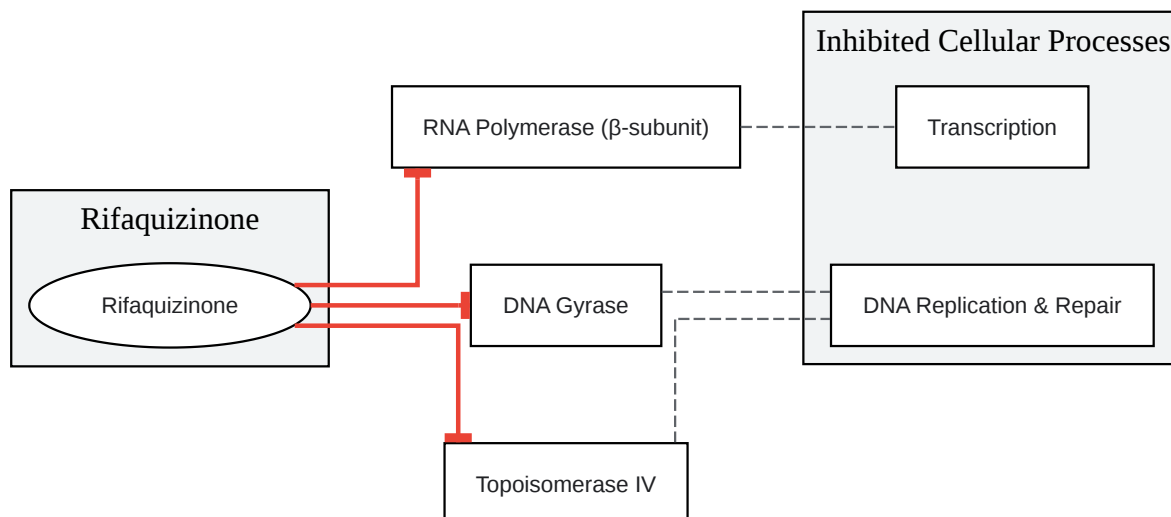 Inhibited Cellular Processes
RNA Polymerase (β-subunit)
Transcription
Rifaquizinone
Rifaquizinone
DNA Gyrase
DNA Replication & Repair
Topoisomerase IV